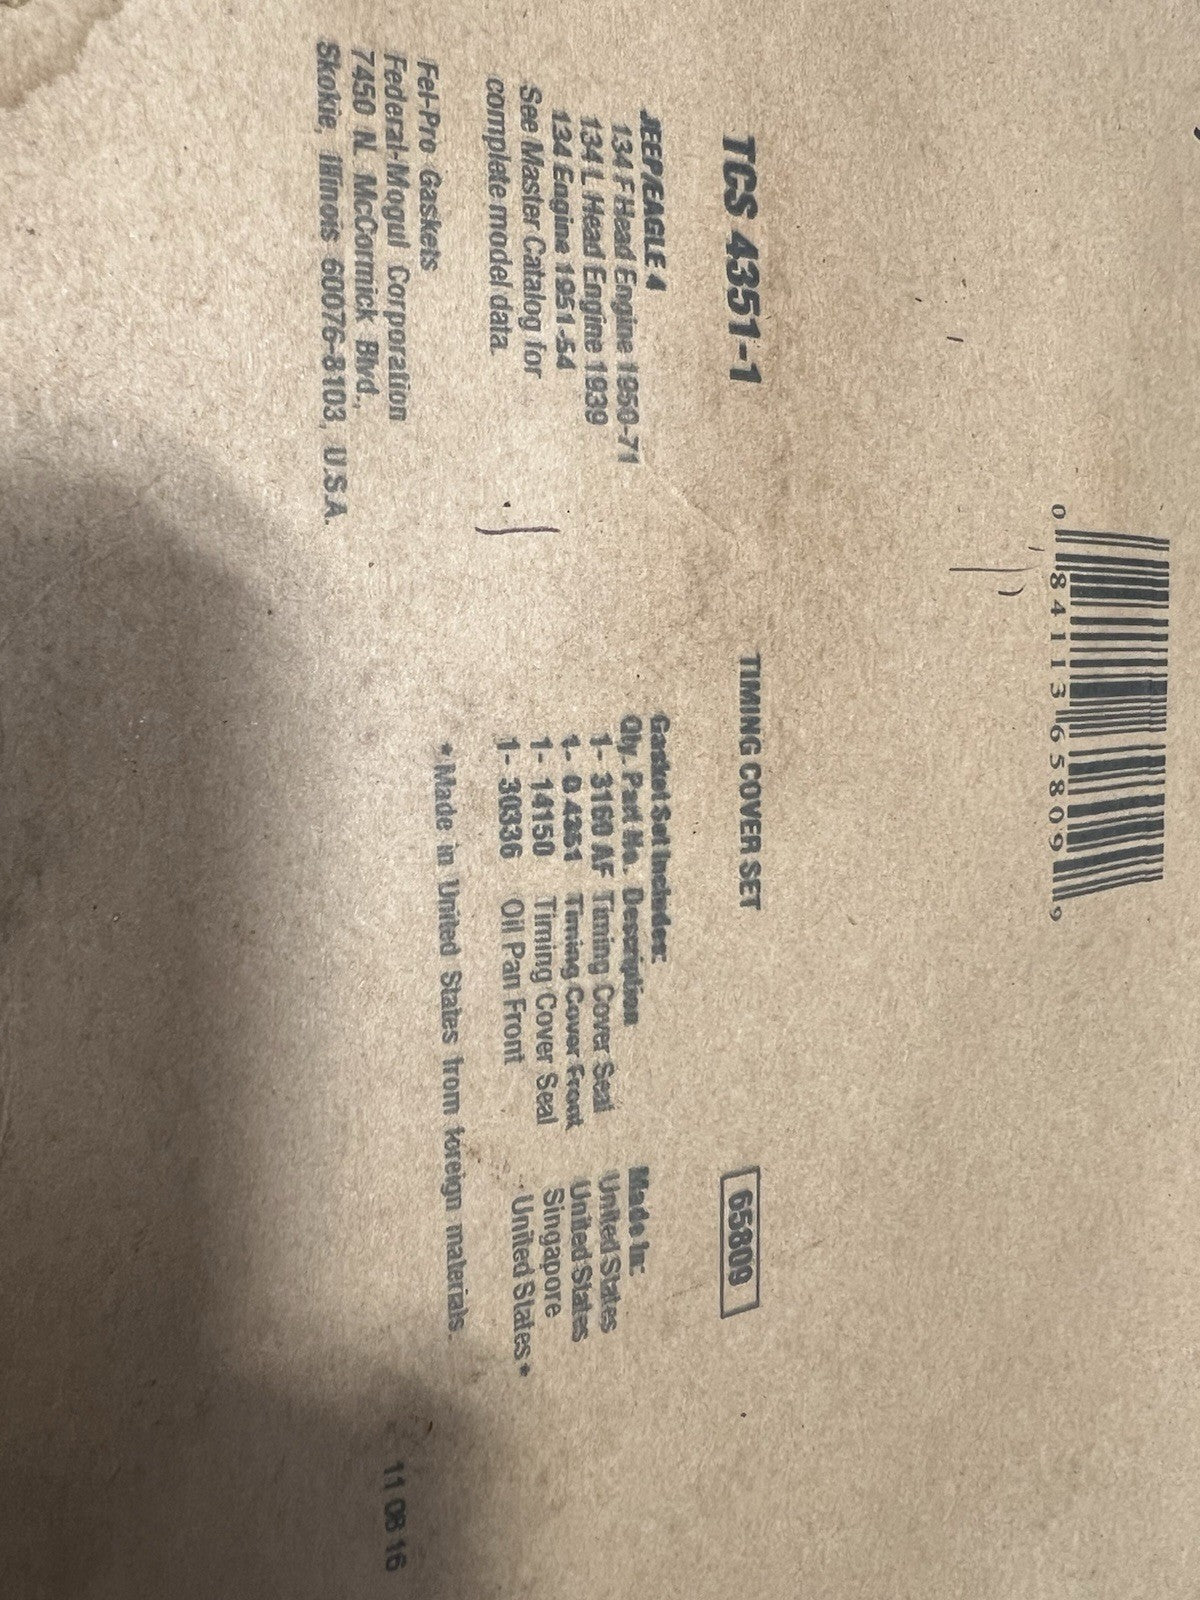 0 84113 65809 9
TCS 4351-1 TIMING COVER SET 65809
JEEP/EAGLE 4
134 F Head Engine 1950-71
134 L Head Engine 1939
134 Engine 1951-54
See Master Catalog for
complete model data.
Gasket Set Includes:
Qty. Part No. Description Made In:
1- 3160 AF Timing Cover Seal United States
1- 0 4351 Timing Cover Front United States
1- 14150 Timing Cover Seal Singapore
1- 30336 Oil Pan Front United States*
*Made in United States from foreign materials.
Fel-Pro Gaskets
Federal-Mogul Corporation
7450 N. McCormick Blvd.,
Skokie, Illinois 60076-8103, U.S.A.
11 08 16